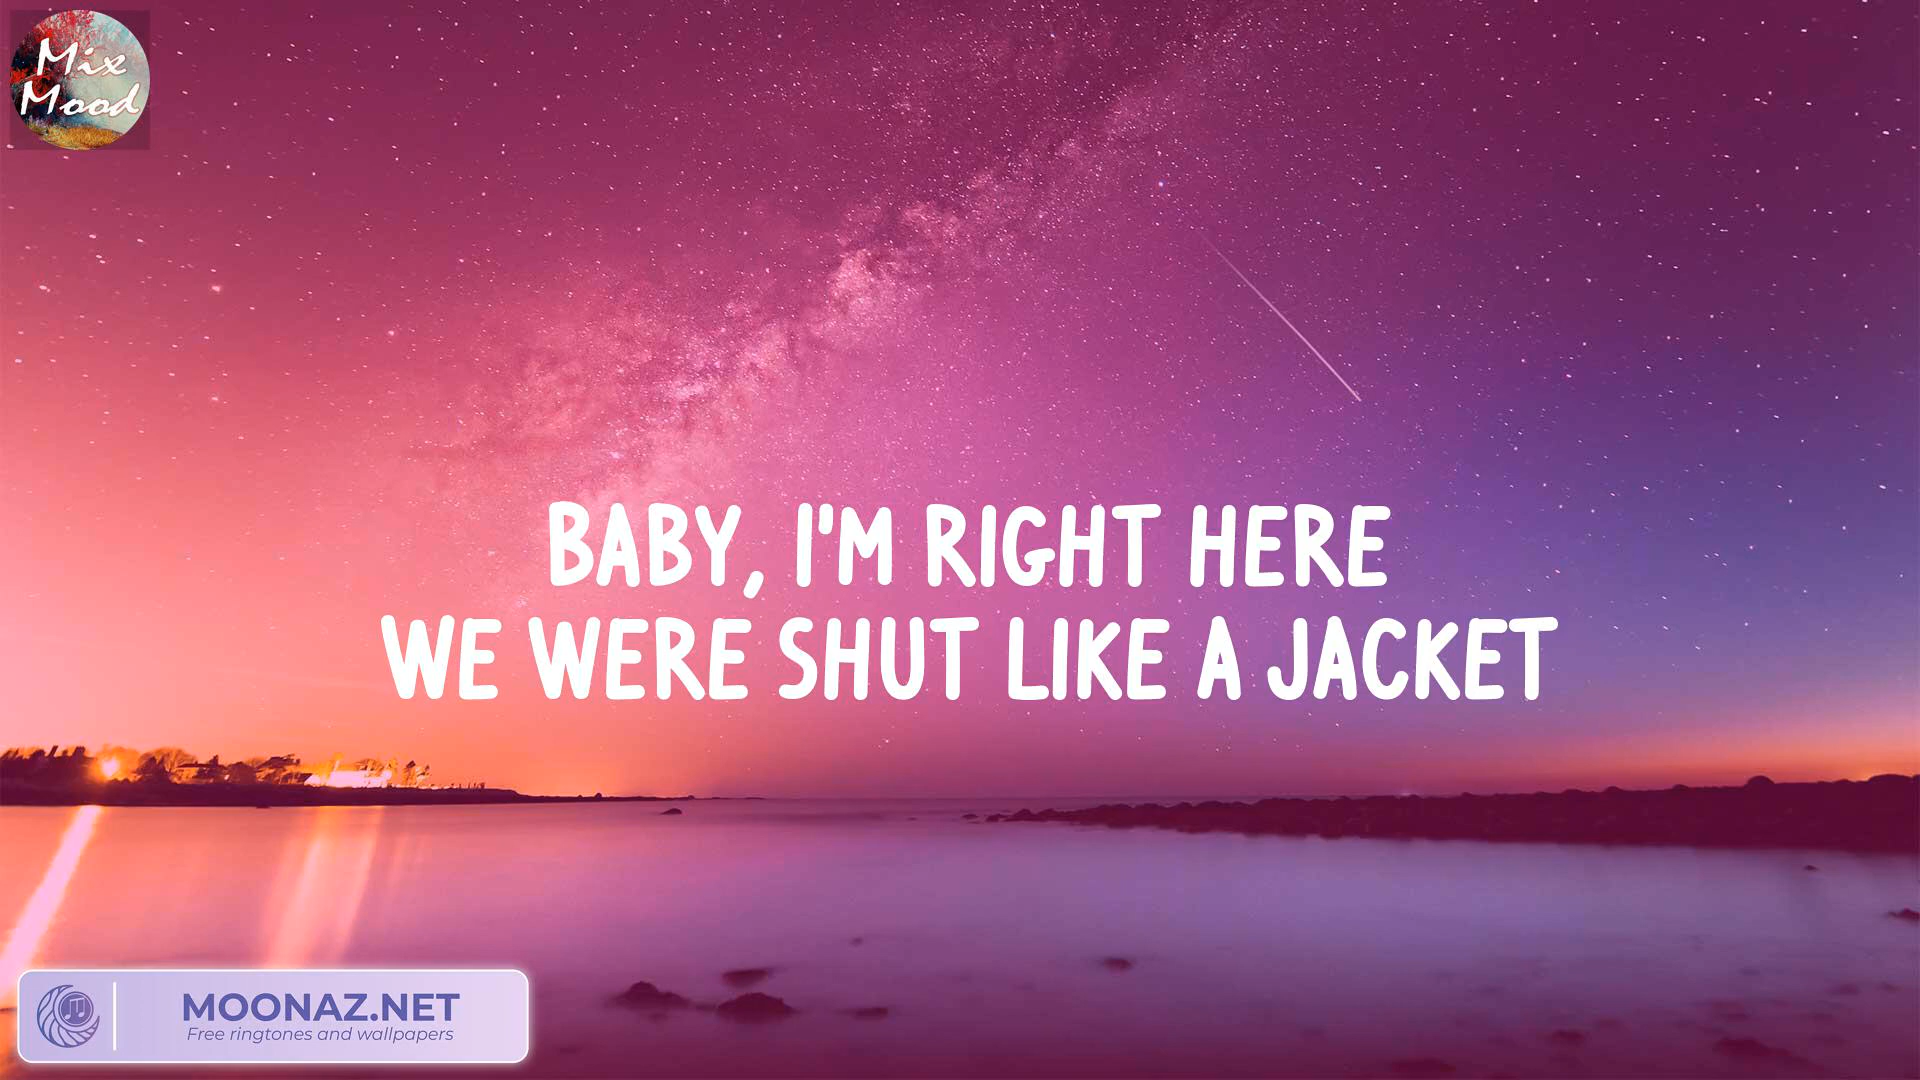 Mix
Mood
BABY, I'M RIGHT HERE
WE WERE SHUT LIKE A JACKET
MOONAZ.NET
Free ringtones and wallpapers